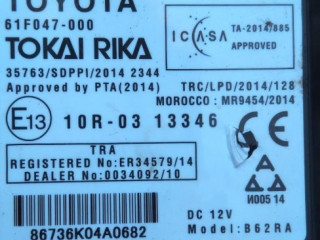 TOYOTA
61F047-000
TOKAI RIKA
ICASA TA-2014/885
APPROVED
35763/SDPPI/2014 2344
Approved by PTA(2014)
TRC/LPD/2014/128
MOROCCO: MR9454/2014
E13 10R-03 13346
CE
TRA
REGISTERED No:ER34579/14
DEALER No:0034092/10
И005 14
86736K04A0682
DC 12V
Model:B62RA